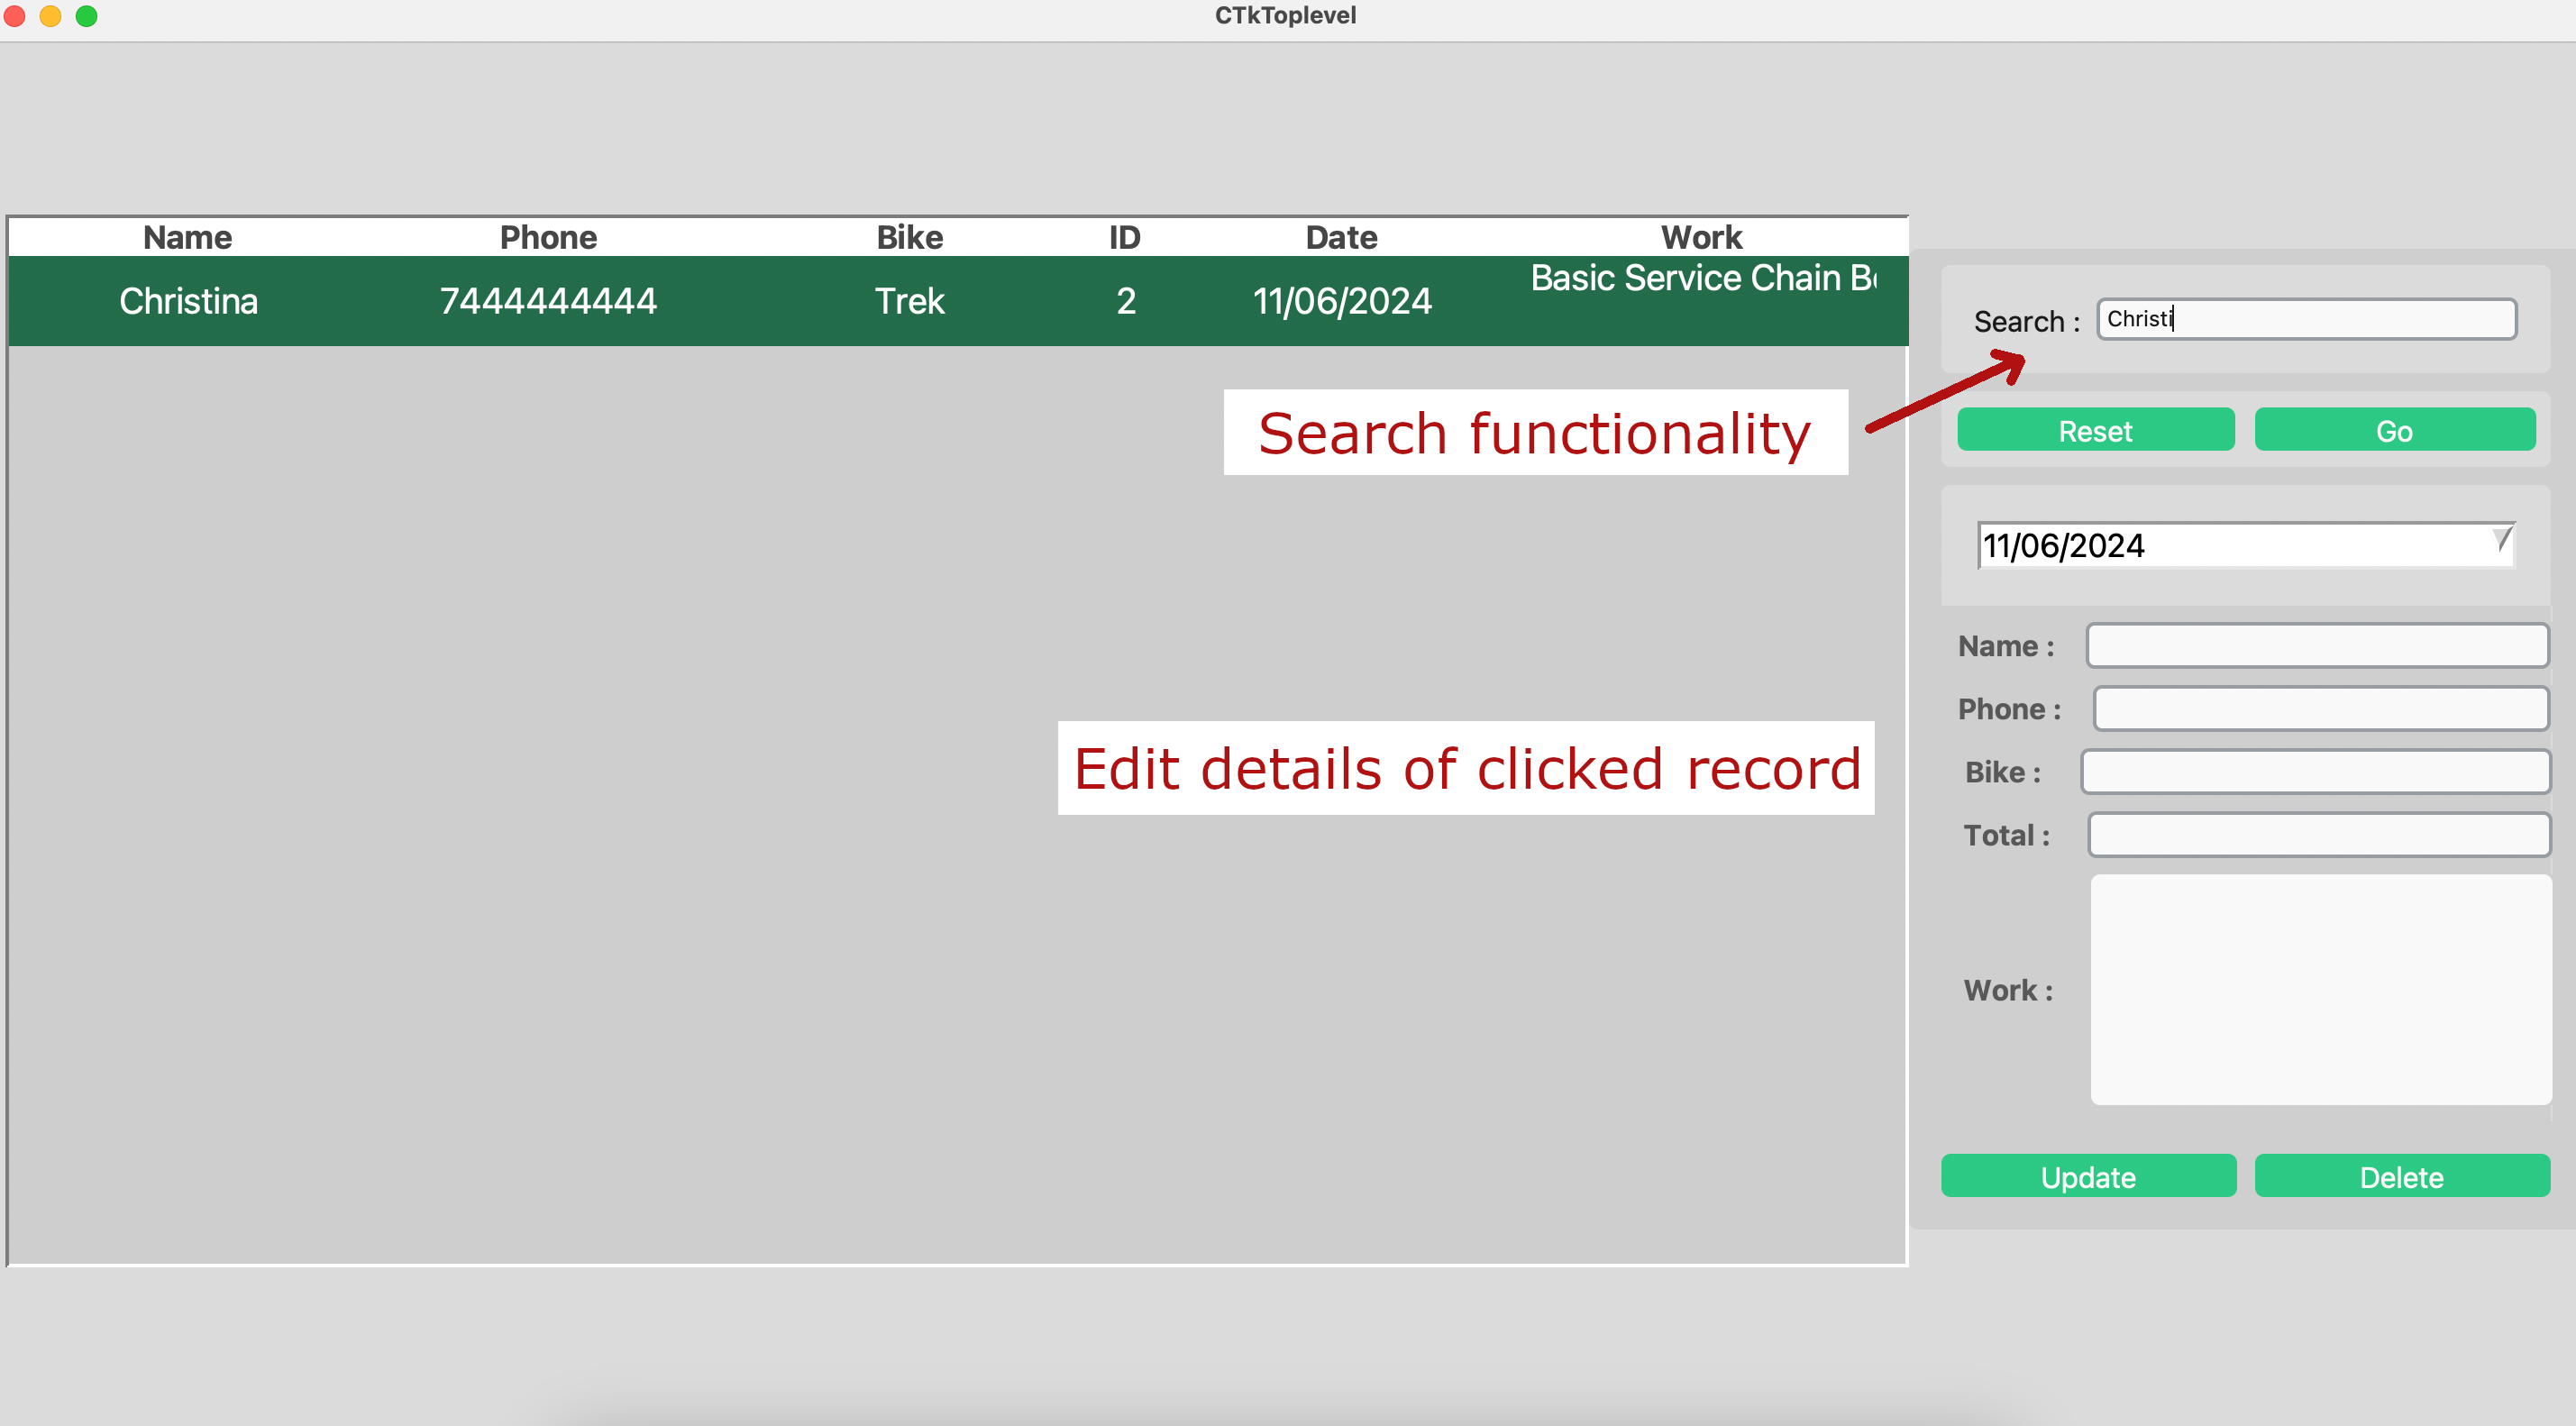 CTkToplevel
Name Phone Bike ID Date Work
Christina 7444444444 Trek 2 11/06/2024 Basic Service Chain
Search : Christi
Search functionality
Reset Go
11/06/2024
Name :
Phone :
Edit details of clicked record
Bike :
Total :
Work :
Update Delete